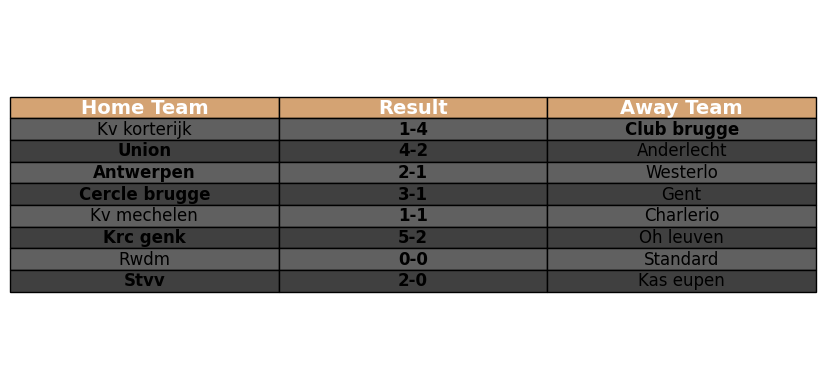 Home Team Result Away Team
Kv korterijk 1-4 Club brugge
Union 4-2 Anderlecht
Antwerpen 2-1 Westerlo
Cercle brugge 3-1 Gent
Kv mechelen 1-1 Charlerio
Krc genk 5-2 Oh leuven
Rwdm 0-0 Standard
Stvv 2-0 Kas eupen